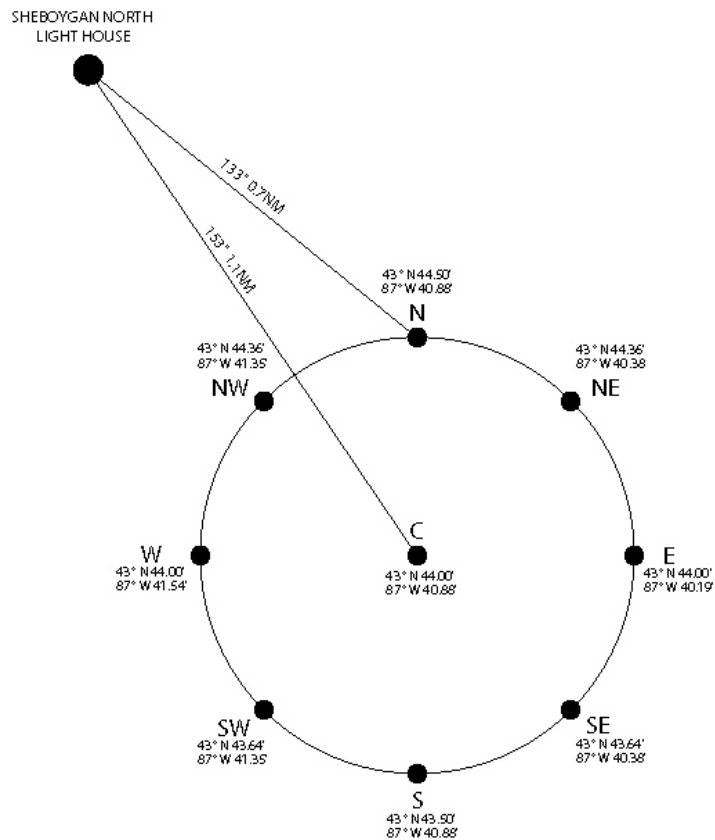 SHEBOYGAN NORTH
LIGHT HOUSE
133° 0.7NM
153° 1.1NM
43° N 44.50'
87° W 40.88'
N
43° N 44.36'
87° W 41.35'
NW
43° N 44.36'
87° W 40.38
NE
C
43° N 44.00'
87° W 40.88'
W
43° N 44.00'
87° W 41.54'
E
43° N 44.00'
87° W 40.19'
SW
43° N 43.64'
87° W 41.35'
SE
43° N 43.64'
87° W 40.38'
S
43° N 43.50'
87° W 40.88'